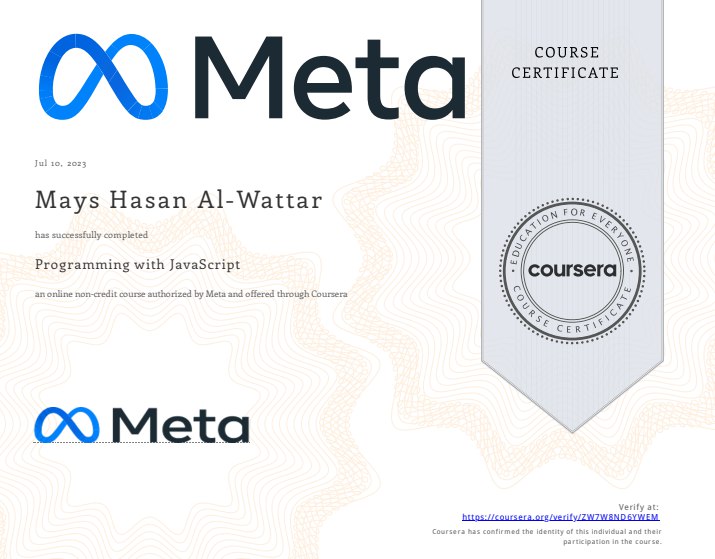 Meta
COURSE
CERTIFICATE
Jul 10, 2023
Mays Hasan Al-Wattar
has successfully completed
Programming with JavaScript
an online non-credit course authorized by Meta and offered through Coursera
EDUCATION FOR EVERYONE
coursera
COURSE CERTIFICATE
Meta
Verify at:
https://coursera.org/verify/ZW7W8ND6YWEM
Coursera has confirmed the identity of this individual and their
participation in the course.